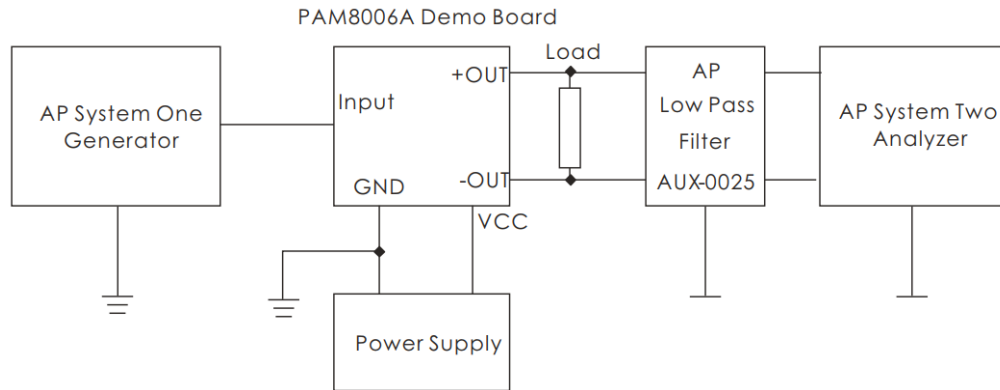 PAM8006A Demo Board
AP System One
Generator
Input
+OUT
-OUT
GND
VCC
Load
AP
Low Pass
Filter
AUX-0025
AP System Two
Analyzer
Power Supply